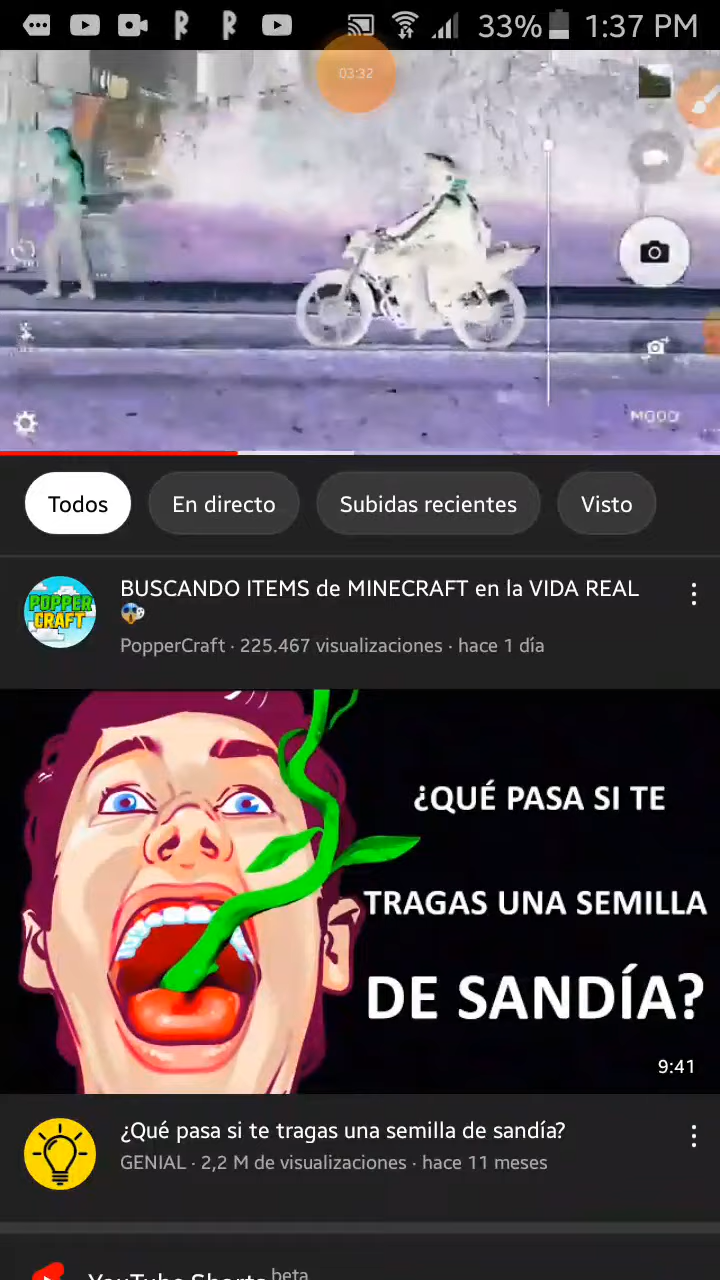 33% 1:37 PM
03:32
MODO
Todos
En directo
Subidas recientes
Visto
BUSCANDO ITEMS de MINECRAFT en la VIDA REAL
POPPER
CRAFT
PopperCraft · 225.467 visualizaciones · hace 1 día
¿QUÉ PASA SI TE
TRAGAS UNA SEMILLA
DE SANDÍA?
9:41
¿Qué pasa si te tragas una semilla de sandía?
GENIAL · 2,2 M de visualizaciones · hace 11 meses
YouTube Shorts beta